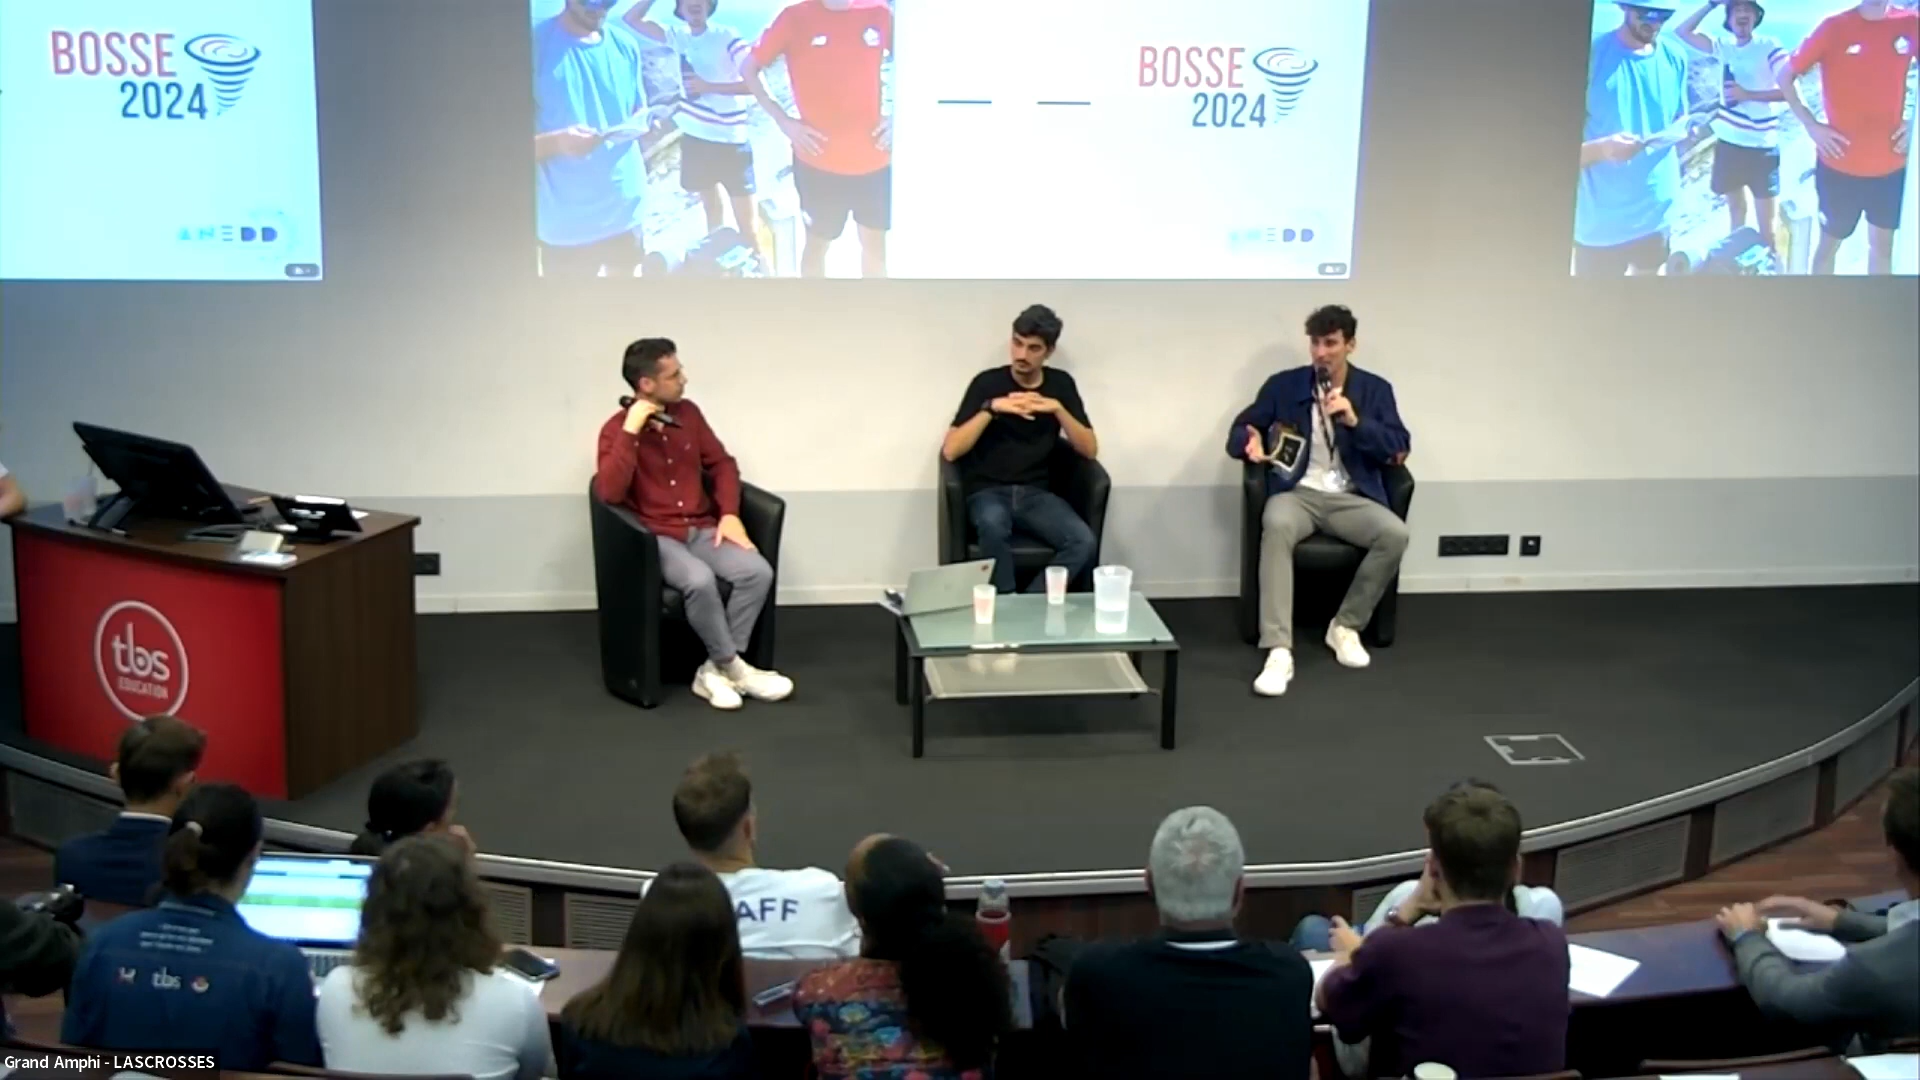 BOSSE
2024
BOSSE
2024
tbs
EDUCATION
AFF
tbs
Grand Amphi - LASCROSSES